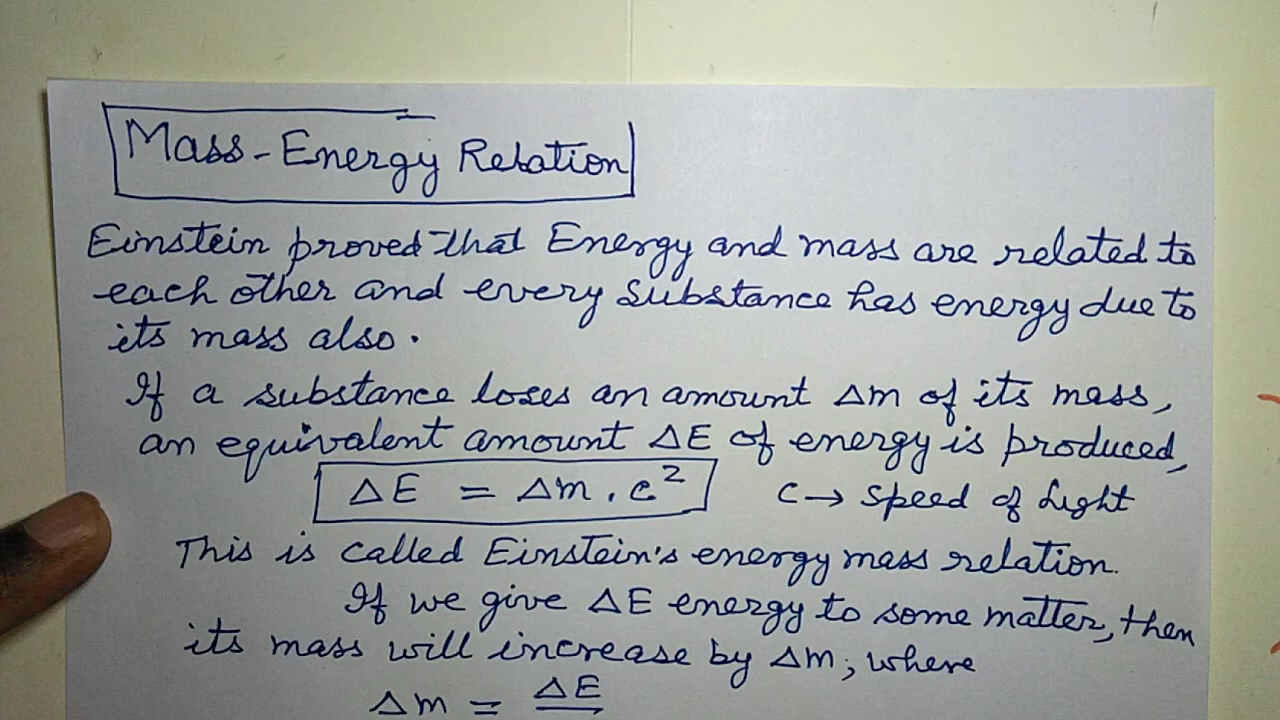 Mass-Energy Relation
Einstein proved that Energy and mass are related to
each other and every substance has energy due to
its mass also.
If a substance loses an amount Δm of its mass,
an equivalent amount ΔE of energy is produced,
ΔE = Δm . c² C → Speed of Light
This is called Einstein's energy mass relation.
If we give ΔE energy to some matter, then
its mass will increase by Δm, where
Δm = ΔE